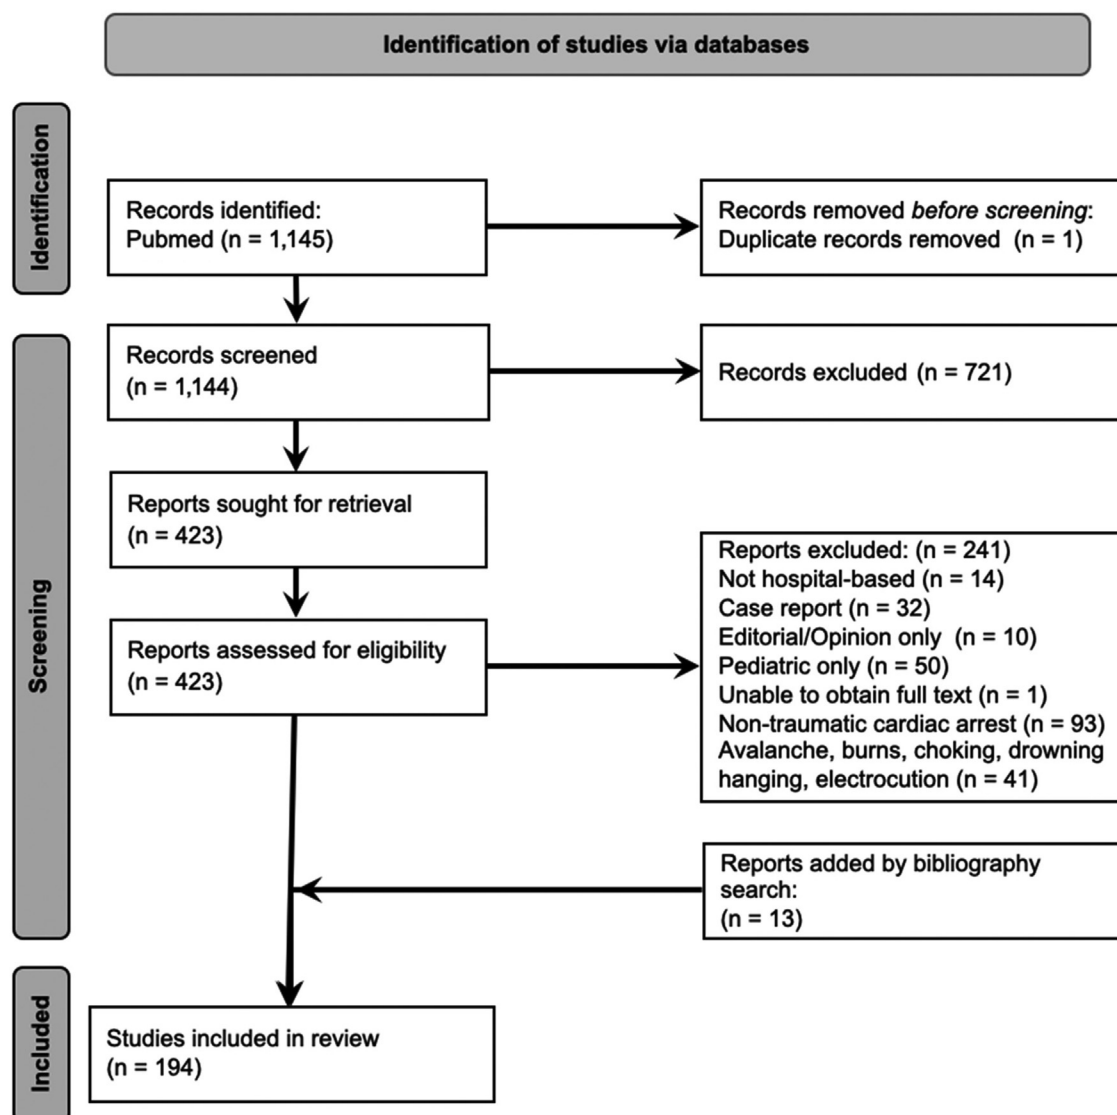 Identification of studies via databases
Identification
Records identified:
Pubmed (n = 1,145)
Records removed before screening:
Duplicate records removed (n = 1)
Screening
Records screened
(n = 1,144)
Records excluded (n = 721)
Reports sought for retrieval
(n = 423)
Reports assessed for eligibility
(n = 423)
Reports excluded: (n = 241)
Not hospital-based (n = 14)
Case report (n = 32)
Editorial/Opinion only (n = 10)
Pediatric only (n = 50)
Unable to obtain full text (n = 1)
Non-traumatic cardiac arrest (n = 93)
Avalanche, burns, choking, drowning
hanging, electrocution (n = 41)
Reports added by bibliography
search:
(n = 13)
Included
Studies included in review
(n = 194)